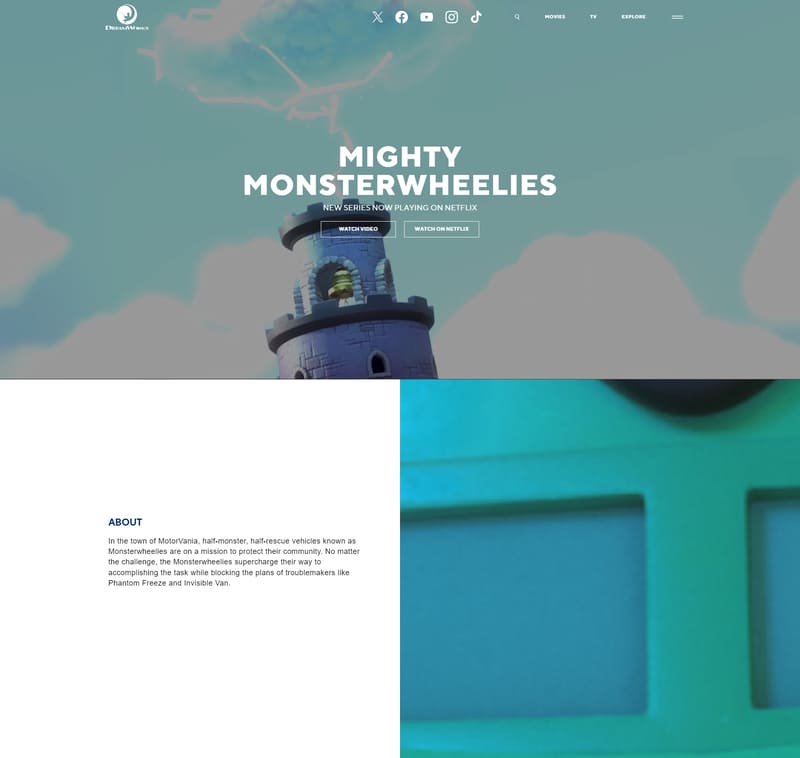 DREAMWORKS
MOVIES
TV
EXPLORE
MIGHTY
MONSTERWHEELIES
NEW SERIES NOW PLAYING ON NETFLIX
WATCH VIDEO
WATCH ON NETFLIX
ABOUT
In the town of MotorVania, half-monster, half-rescue vehicles known as
Monsterwheelies are on a mission to protect their community. No matter
the challenge, the Monsterwheelies supercharge their way to
accomplishing the task while blocking the plans of troublemakers like
Phantom Freeze and Invisible Van.